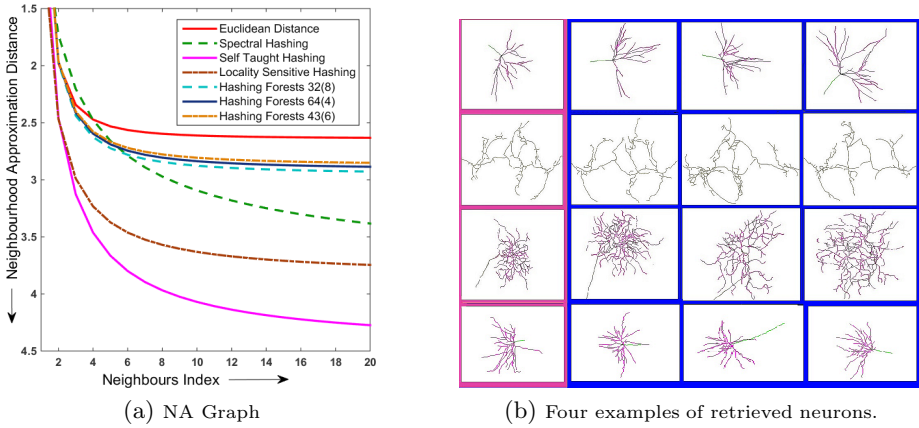 1.5
2
2.5
3
3.5
4
4.5
Neighbourhood Approximation Distance
Euclidean Distance
Spectral Hashing
Self Taught Hashing
Locality Sensitive Hashing
Hashing Forests 32(8)
Hashing Forests 64(4)
Hashing Forests 43(6)
2 4 6 8 10 12 14 16 18 20
Neighbours Index
(a) NA Graph
(b) Four examples of retrieved neurons.